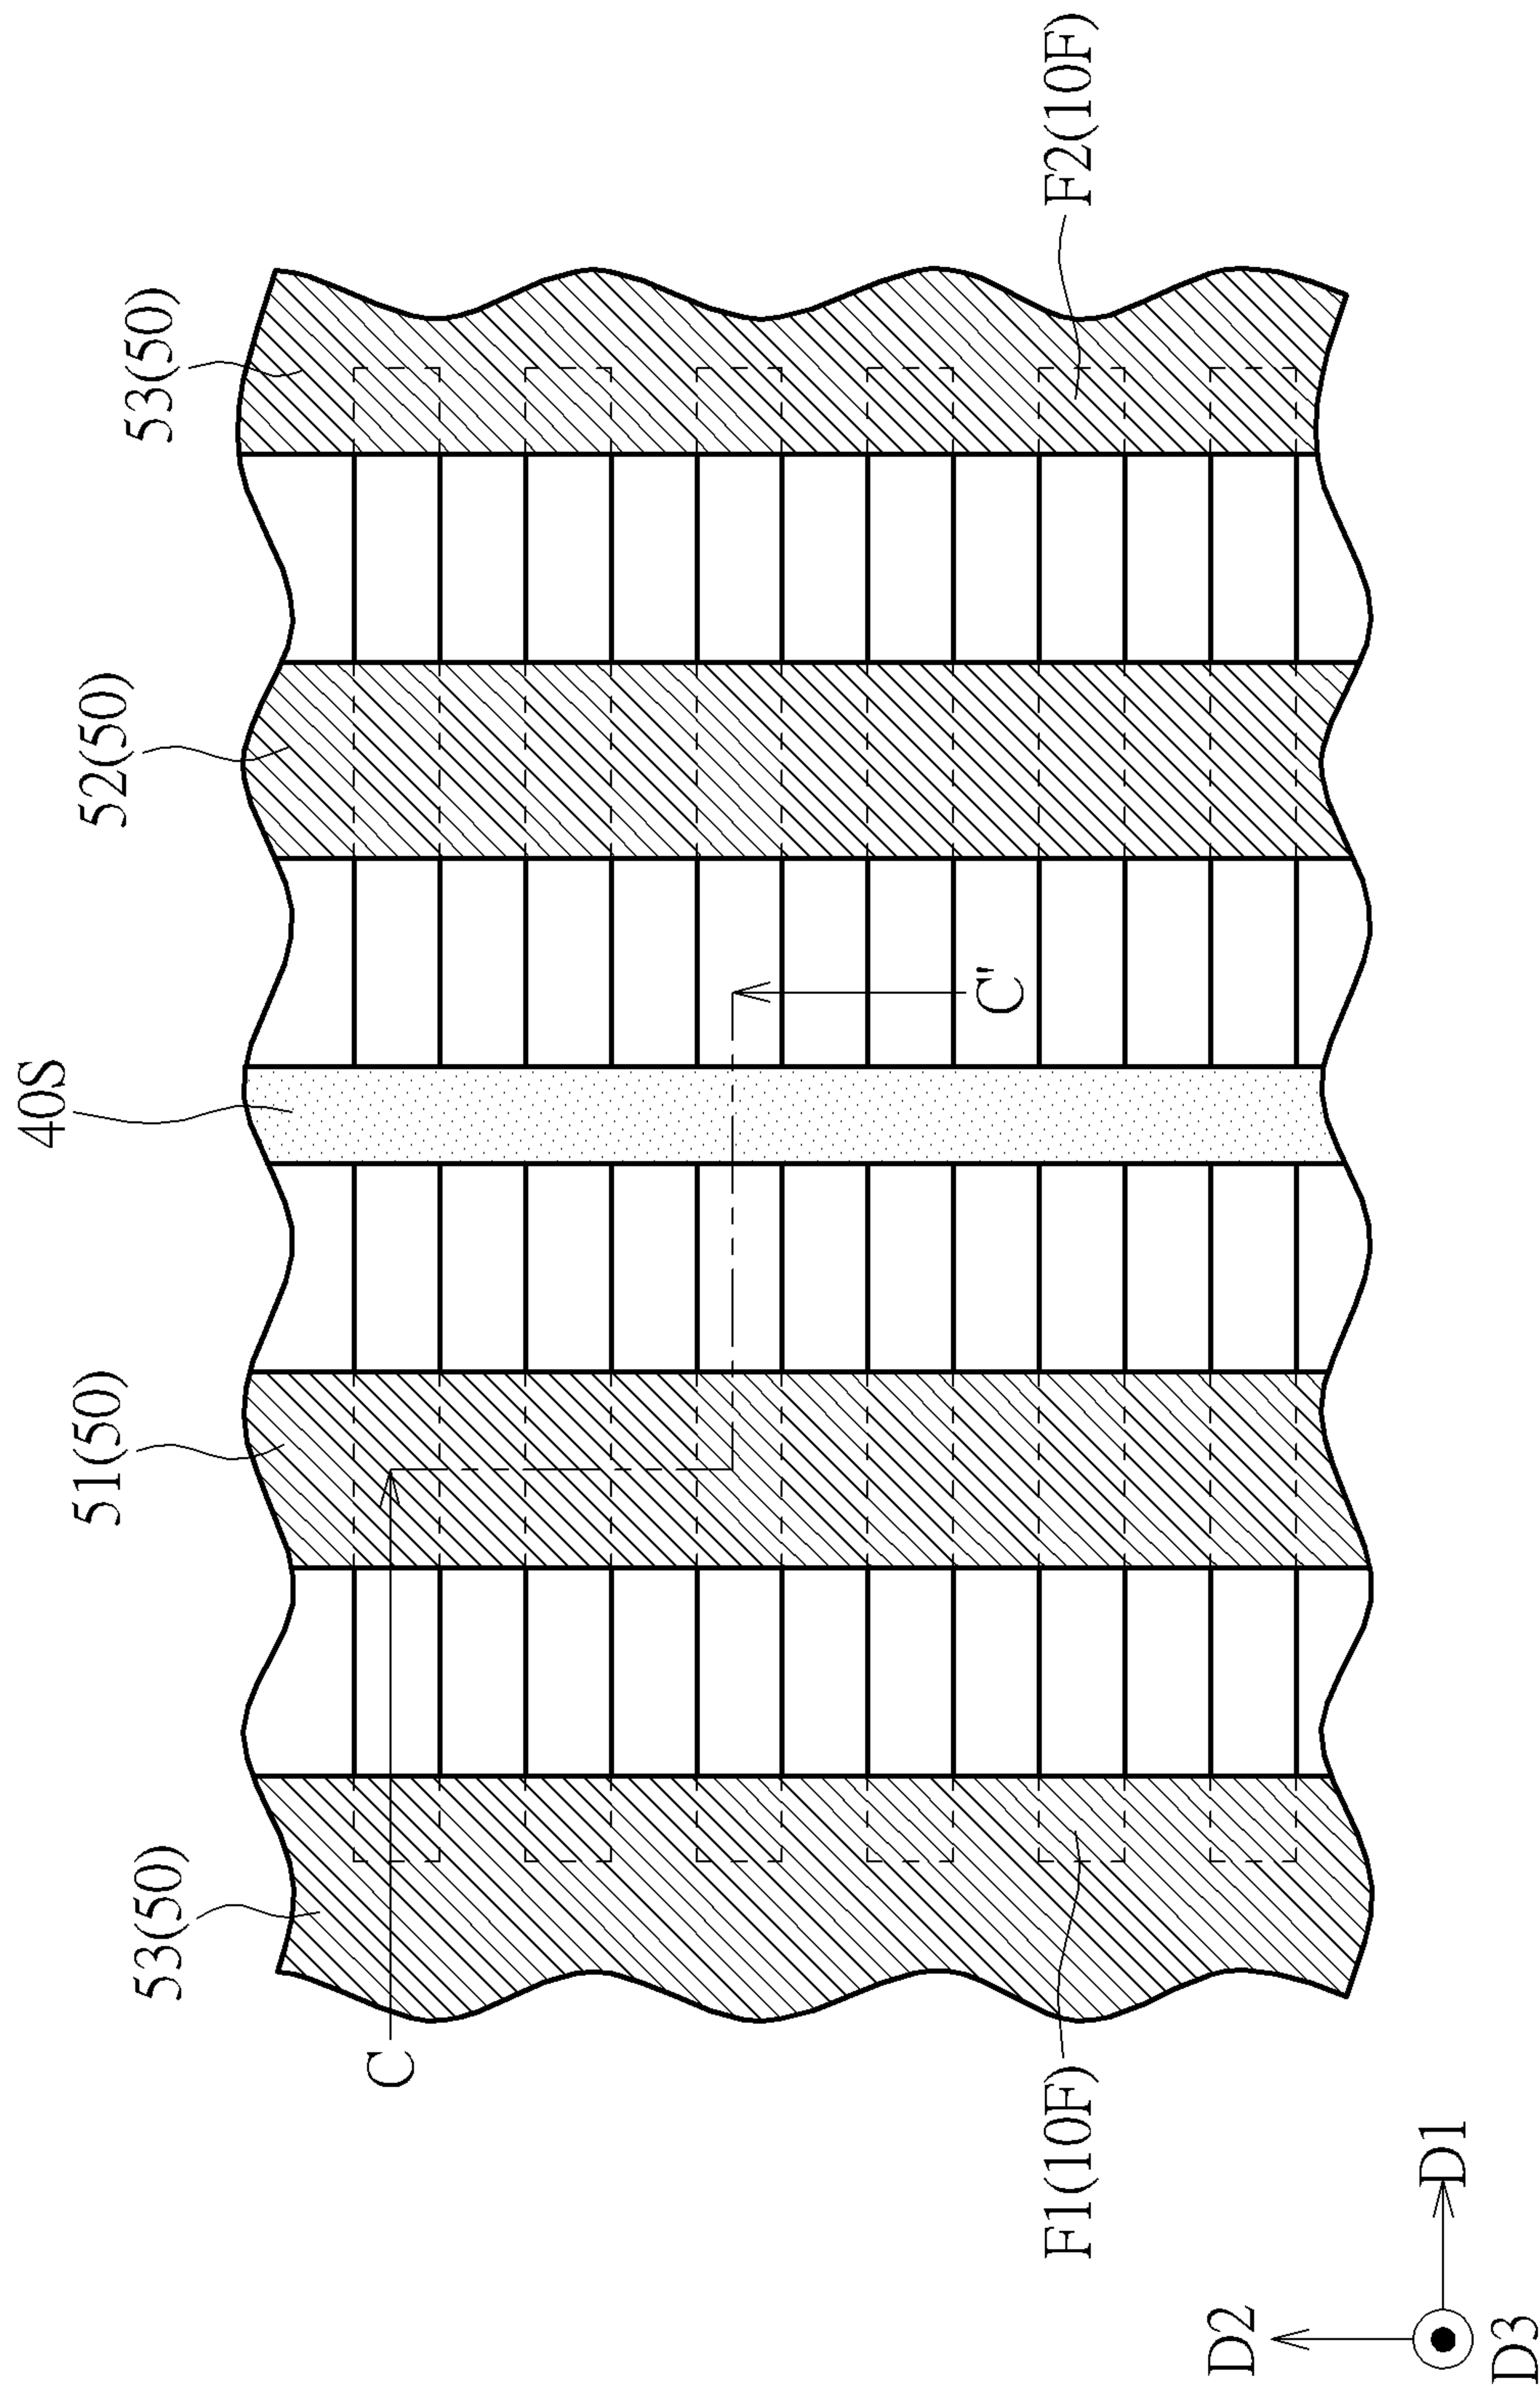 40S
51(50)
52(50)
53(50)
53(50)
C
C'
F1(10F)
F2(10F)
D2
D1
D3